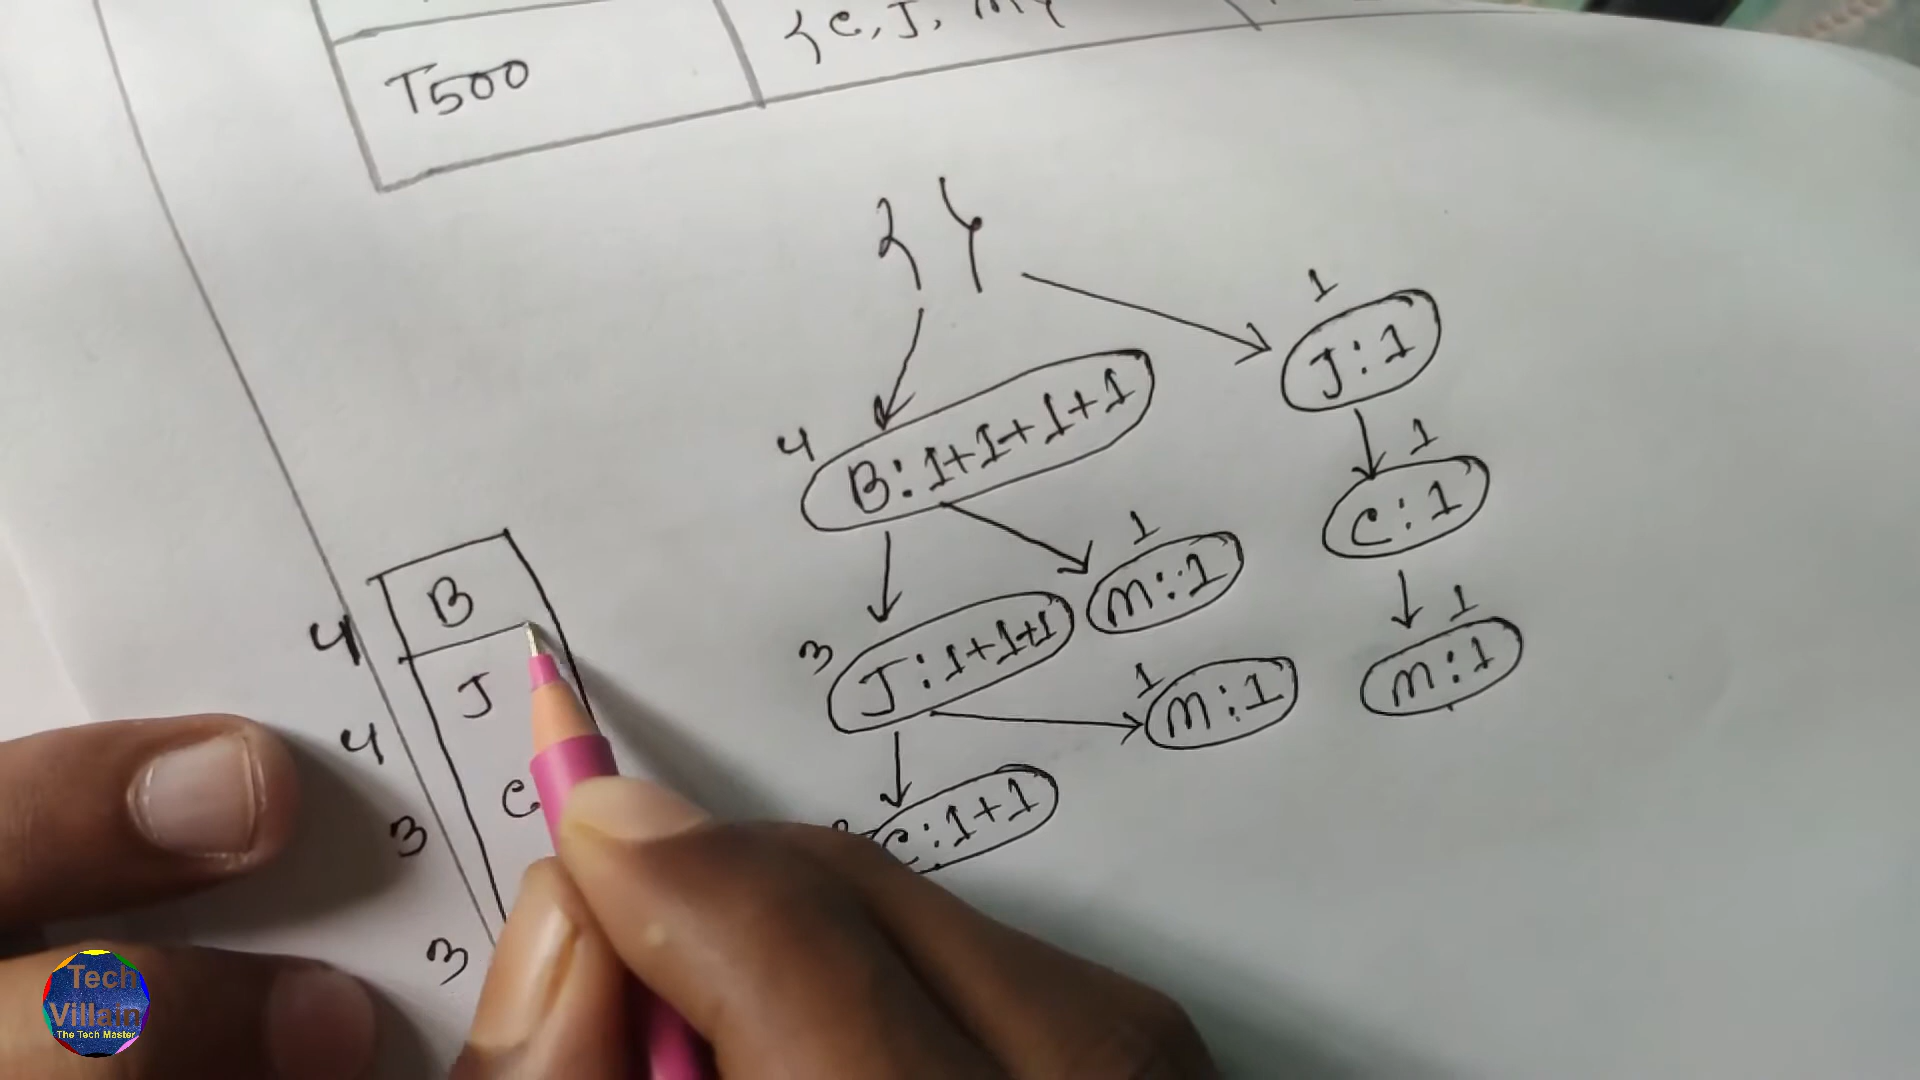 {C, J, M}
T500
{ }
1
J:1
4
B:1+1+1+1
1
C:1
1
M:1
B
4
3
J:1+1+1
1
M:1
1
M:1
J
4
C
3
C:1+1
3
Tech
Villain
The Tech Master